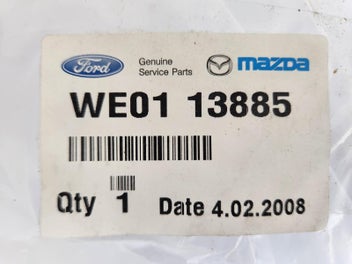 Ford Genuine Service Parts mazda
WE01 13885
Qty 1 Date 4.02.2008